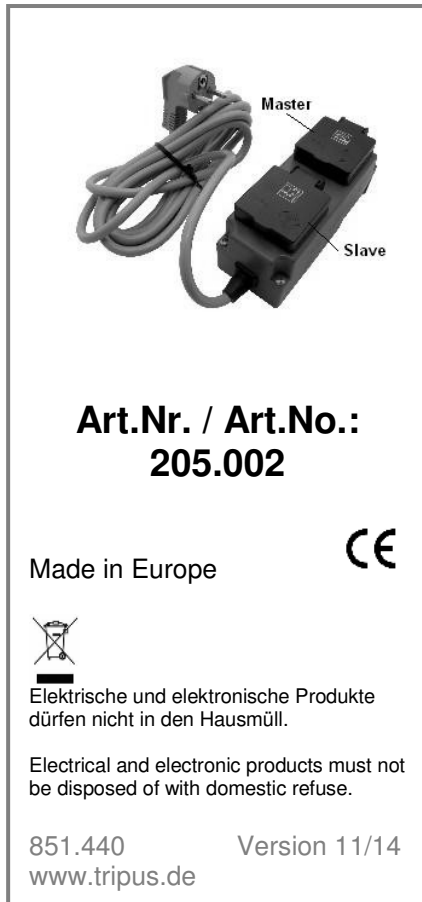 Master
Slave
Art.Nr. / Art.No.:
205.002
Made in Europe
CE
Elektrische und elektronische Produkte
dürfen nicht in den Hausmüll.
Electrical and electronic products must not
be disposed of with domestic refuse.
851.440 Version 11/14
www.tripus.de